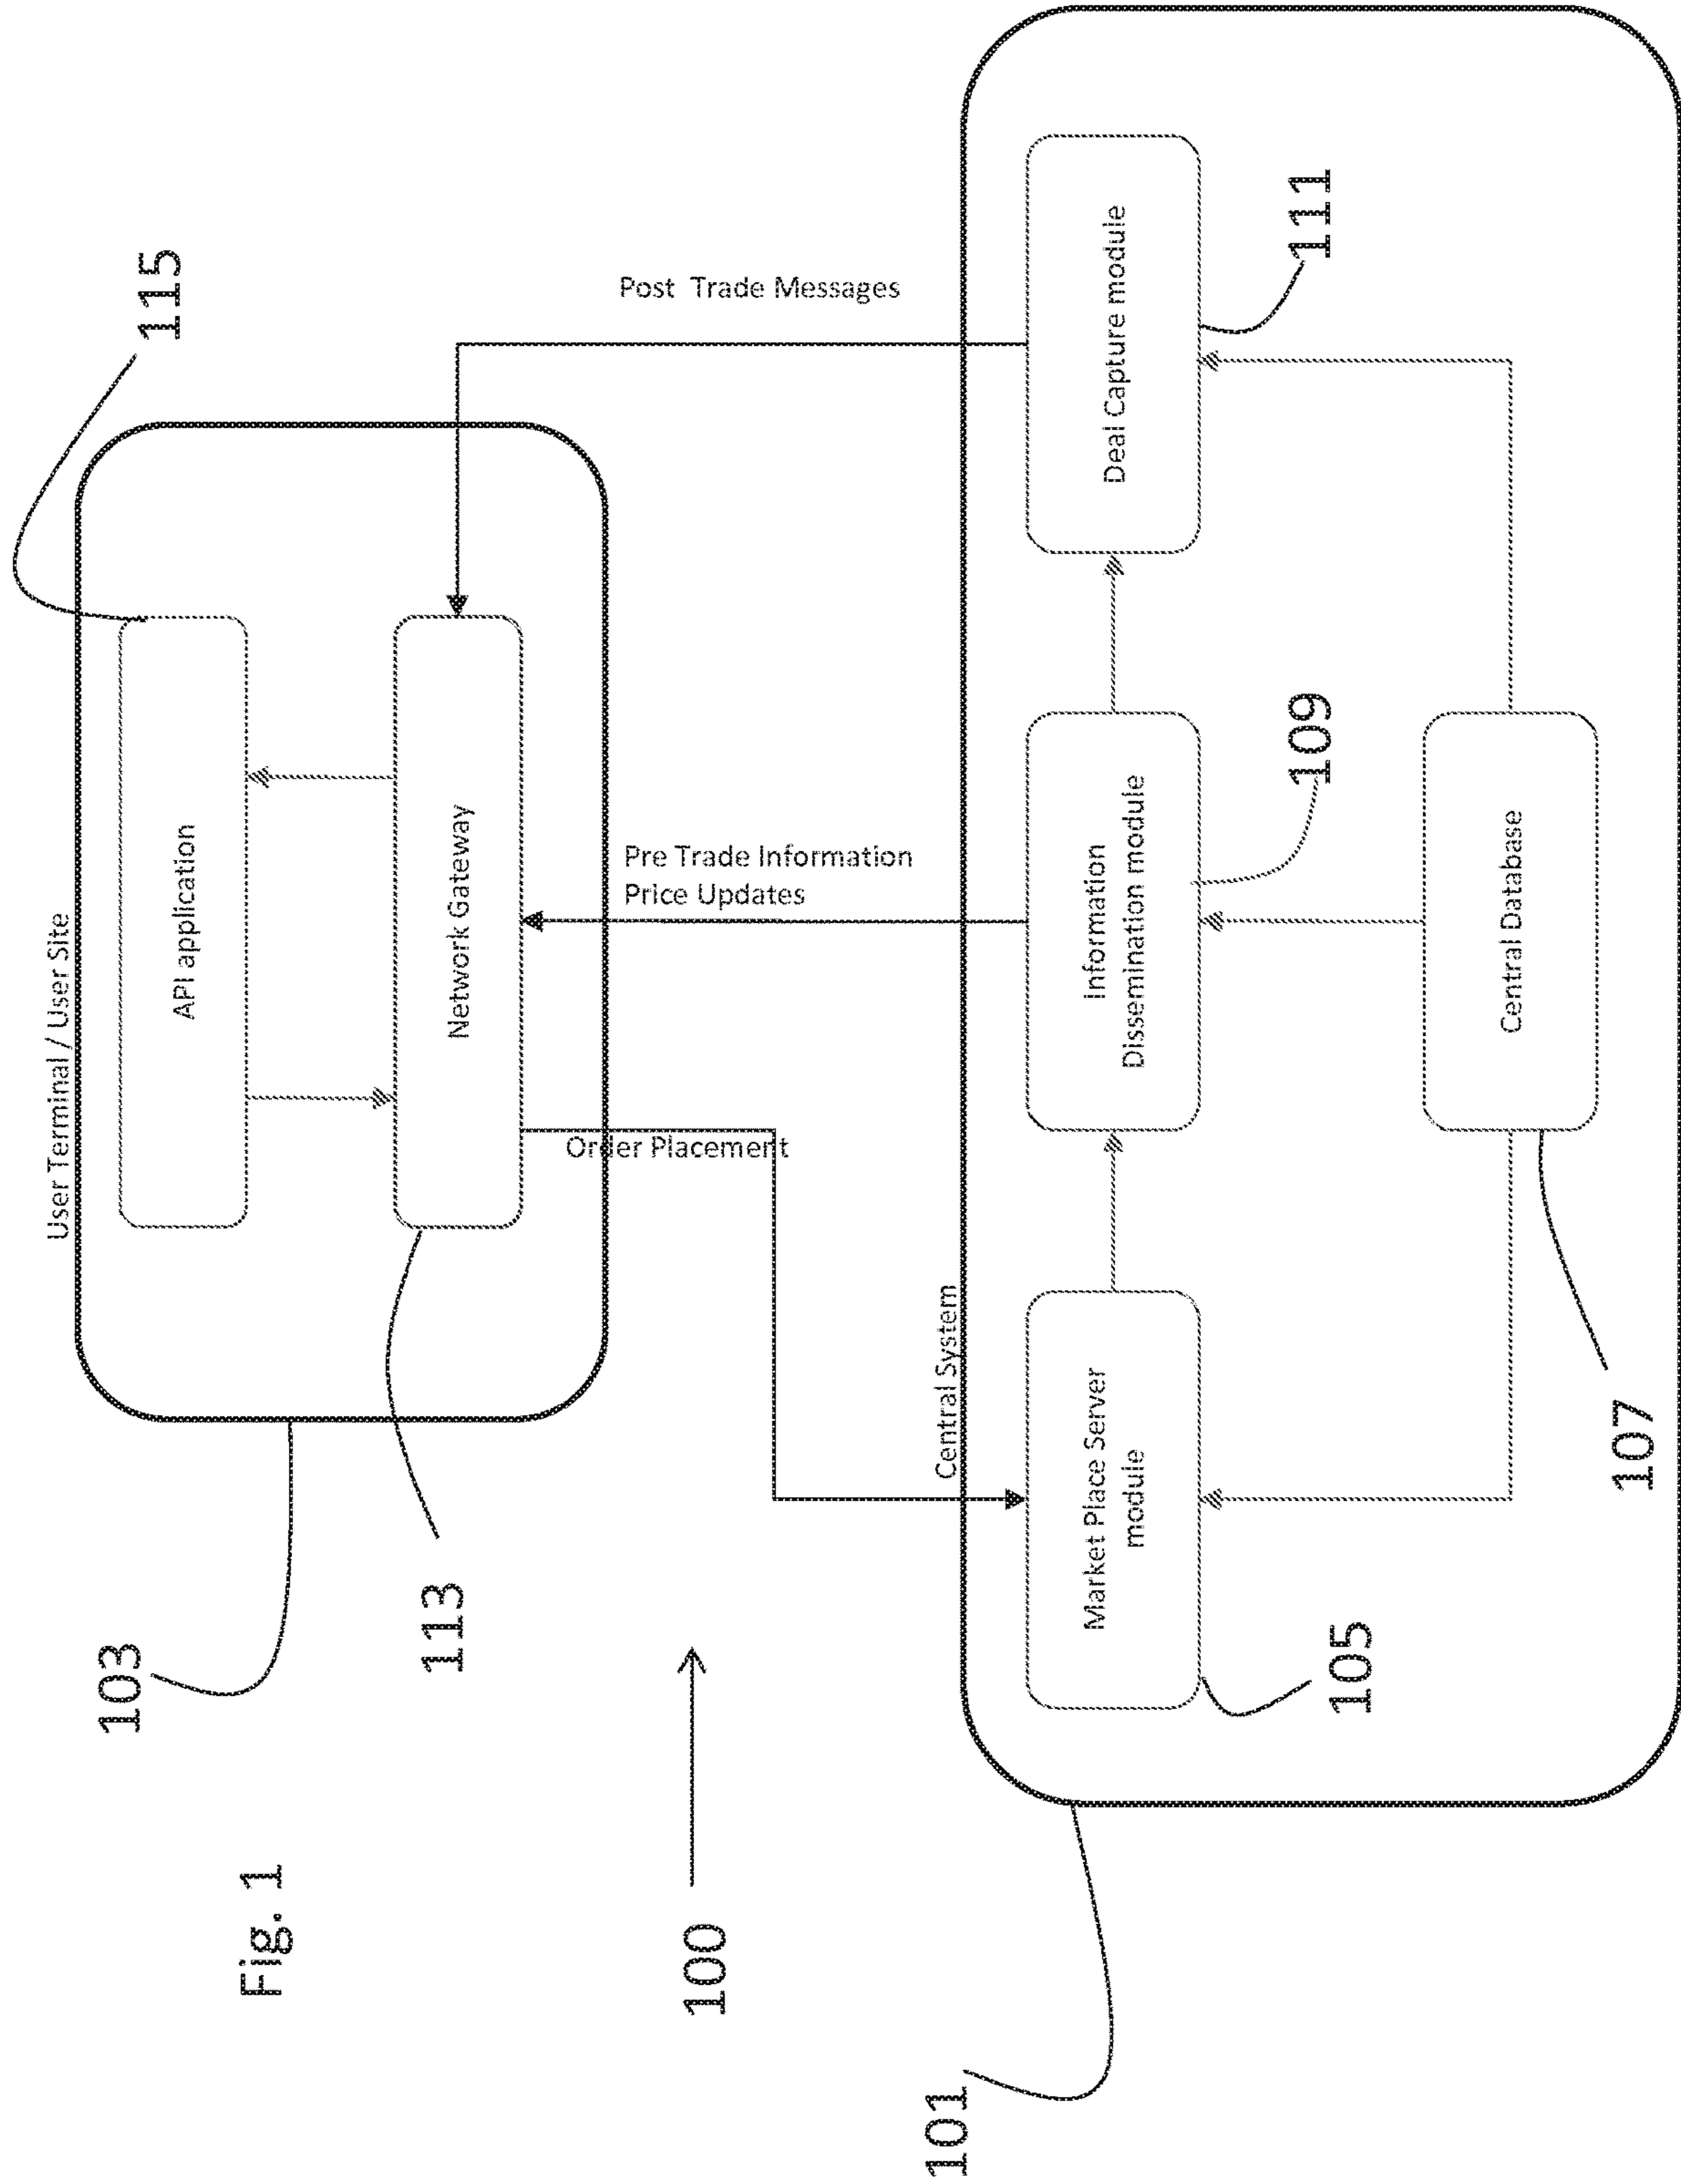 Fig. 1
100
101
103
User Terminal / User Site
115
API application
Network Gateway
113
Order Placement
Pre Trade Information
Price Updates
Post  Trade Messages
Central System
Market Place Server
module
105
Information
Dissemination module
109
Deal Capture module
111
Central Database
107